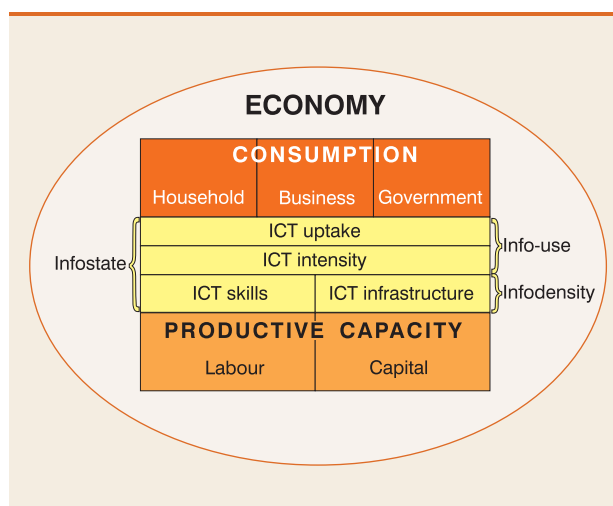 ECONOMY
CONSUMPTION
Household Business Government
ICT uptake
ICT intensity
Infostate
Info-use
ICT skills ICT infrastructure
Infodensity
PRODUCTIVE CAPACITY
Labour Capital